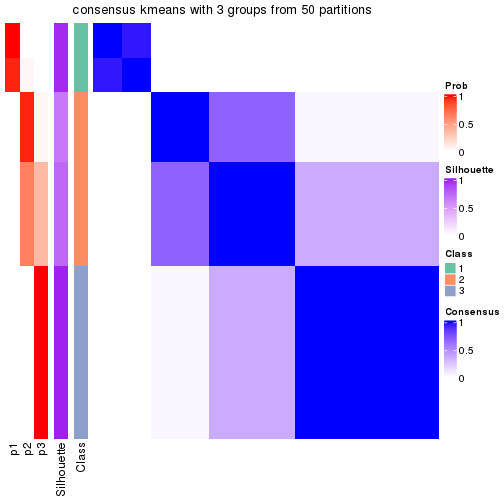 consensus kmeans with 3 groups from 50 partitions
Prob
1
0.5
0
Silhouette
1
0.5
0
Class
1
2
3
Consensus
1
0.5
0
p1
p2
p3
Silhouette
Class